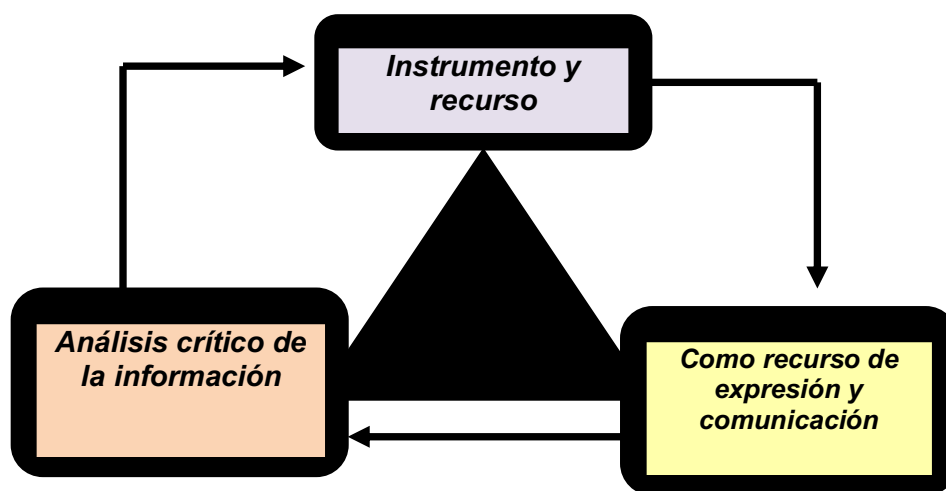 Instrumento y
recurso
Análisis crítico de
la información
Como recurso de
expresión y
comunicación